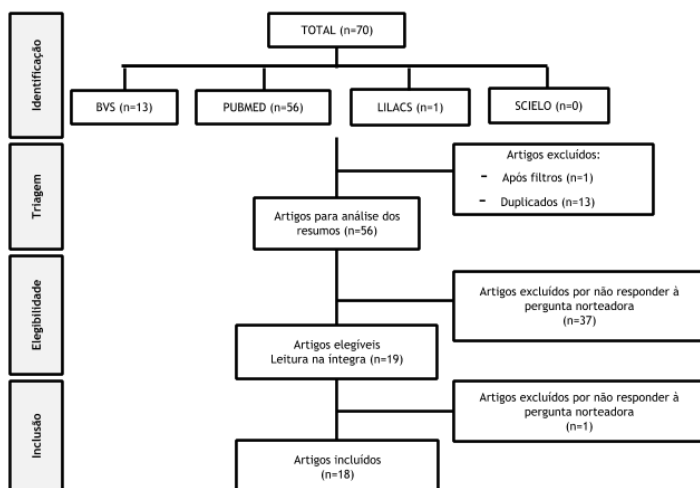 Identificação
TOTAL (n=70)
BVS (n=13)
PUBMED (n=56)
LILACS (n=1)
SCIELO (n=0)
Triagem
Artigos excluídos:
- Após filtros (n=1)
- Duplicados (n=13)
Artigos para análise dos
resumos (n=56)
Elegibilidade
Artigos excluídos por não responder à
pergunta norteadora
(n=37)
Artigos elegíveis
Leitura na íntegra (n=19)
Inclusão
Artigos excluídos por não responder à
pergunta norteadora
(n=1)
Artigos incluídos
(n=18)